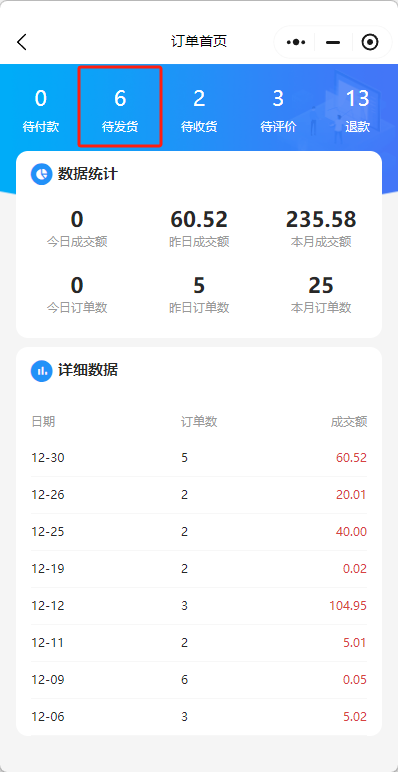 订单首页
0 6 2 3 13
待付款 待发货 待收货 待评价 退款
数据统计
0 60.52 235.58
今日成交额 昨日成交额 本月成交额
0 5 25
今日订单数 昨日订单数 本月订单数
详细数据
日期 订单数 成交额
12-30 5 60.52
12-26 2 20.01
12-25 2 40.00
12-19 2 0.02
12-12 3 104.95
12-11 2 5.01
12-09 6 0.05
12-06 3 5.02